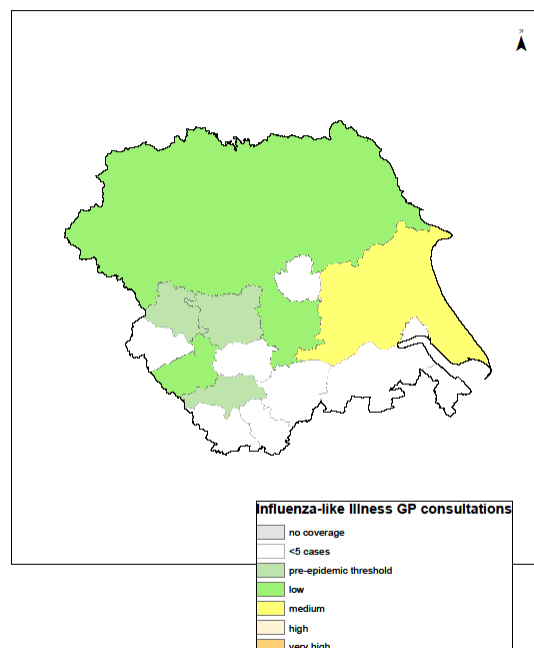 N
Influenza-like Illness GP consultations
no coverage
<5 cases
pre-epidemic threshold
low
medium
high
very high